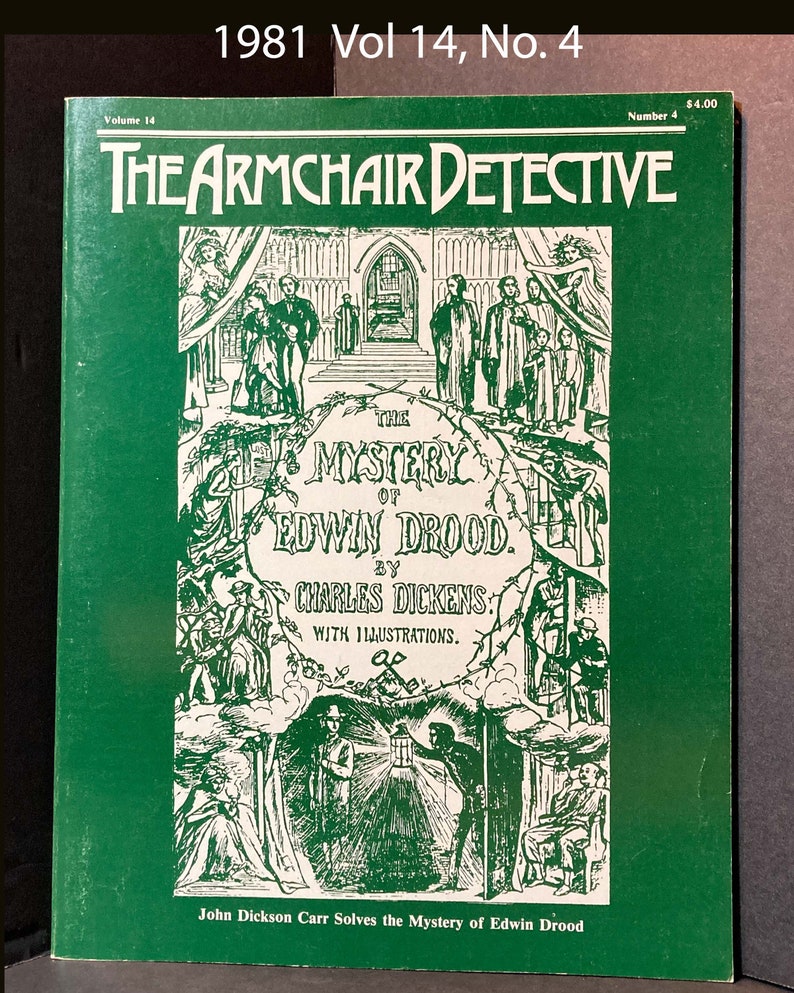 1981 Vol 14, No. 4
$4.00
Volume 14 Number 4
THE ARMCHAIR DETECTIVE
THE
MYSTERY
OF
EDWIN DROOD.
BY
CHARLES DICKENS.
WITH ILLUSTRATIONS.
John Dickson Carr Solves the Mystery of Edwin Drood